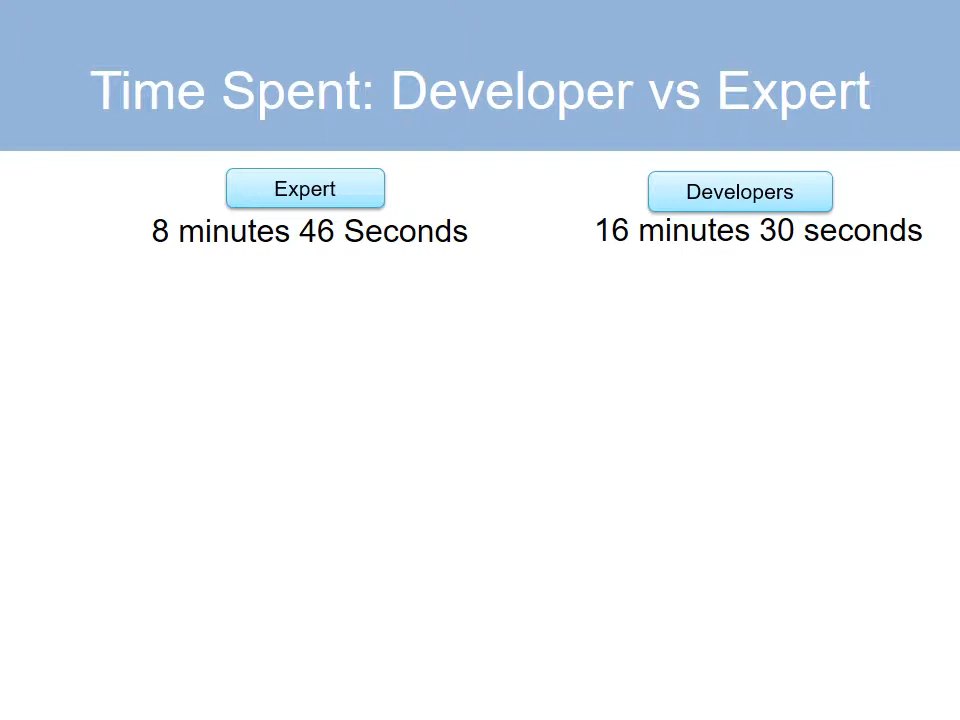 Time Spent: Developer vs Expert
Expert
Developers
8 minutes 46 Seconds
16 minutes 30 seconds